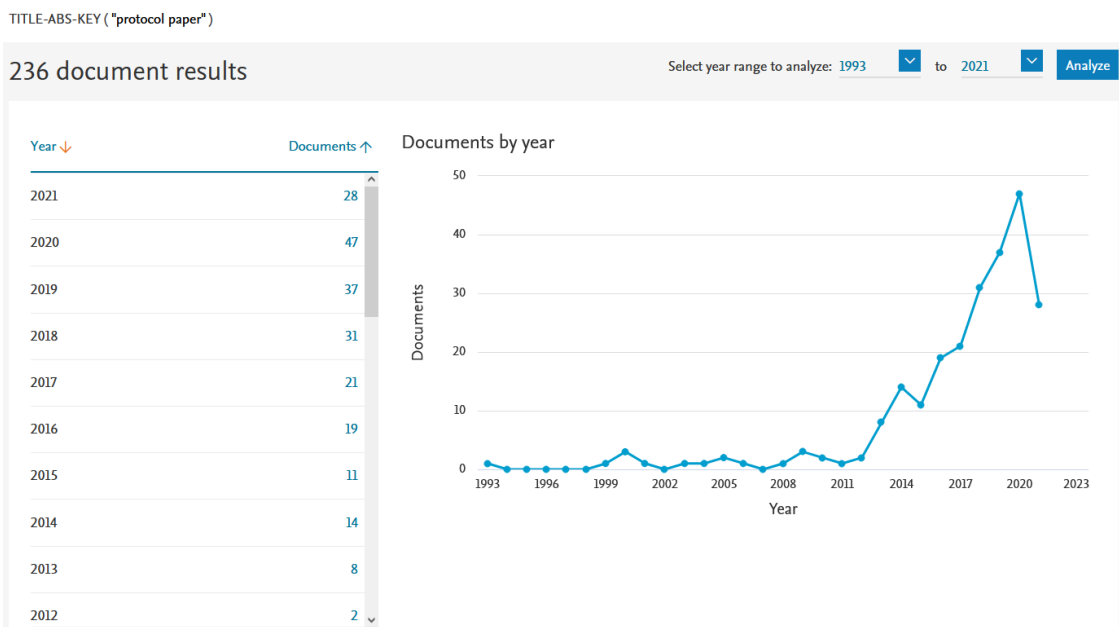 TITLE-ABS-KEY ( "protocol paper" )
236 document results
Select year range to analyze: 1993 to 2021 Analyze
Year Documents
2021 28
2020 47
2019 37
2018 31
2017 21
2016 19
2015 11
2014 14
2013 8
2012 2
Documents by year
50
40
30
20
10
0
Documents
1993 1996 1999 2002 2005 2008 2011 2014 2017 2020 2023
Year